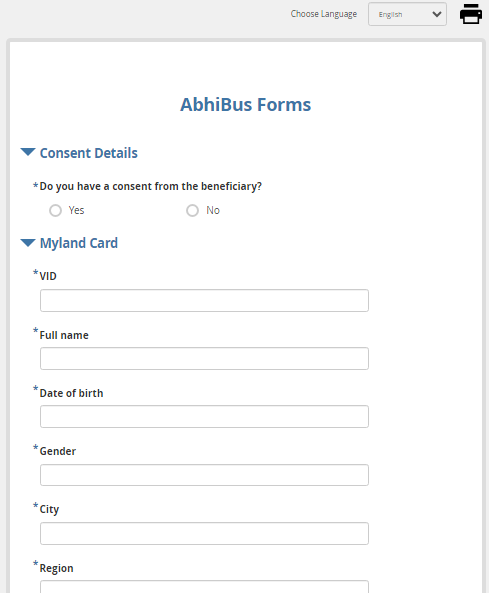 Choose Language English
AbhiBus Forms
Consent Details
*Do you have a consent from the beneficiary?
Yes No
Myland Card
*VID
*Full name
*Date of birth
*Gender
*City
*Region